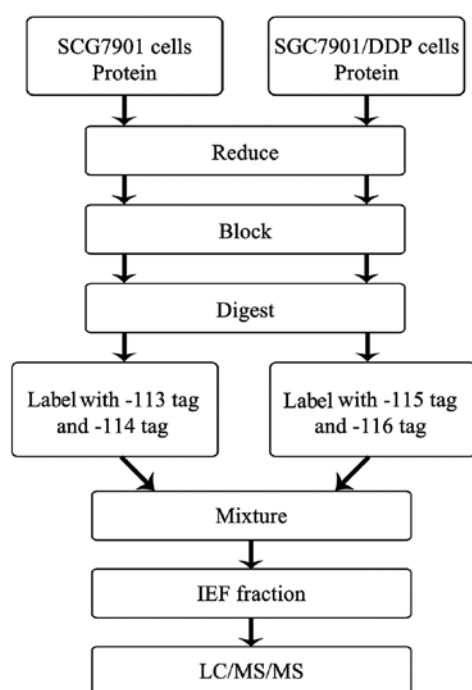 SCG7901 cells
Protein
SGC7901/DDP cells
Protein
Reduce
Block
Digest
Label with -113 tag
and -114 tag
Label with -115 tag
and -116 tag
Mixture
IEF fraction
LC/MS/MS